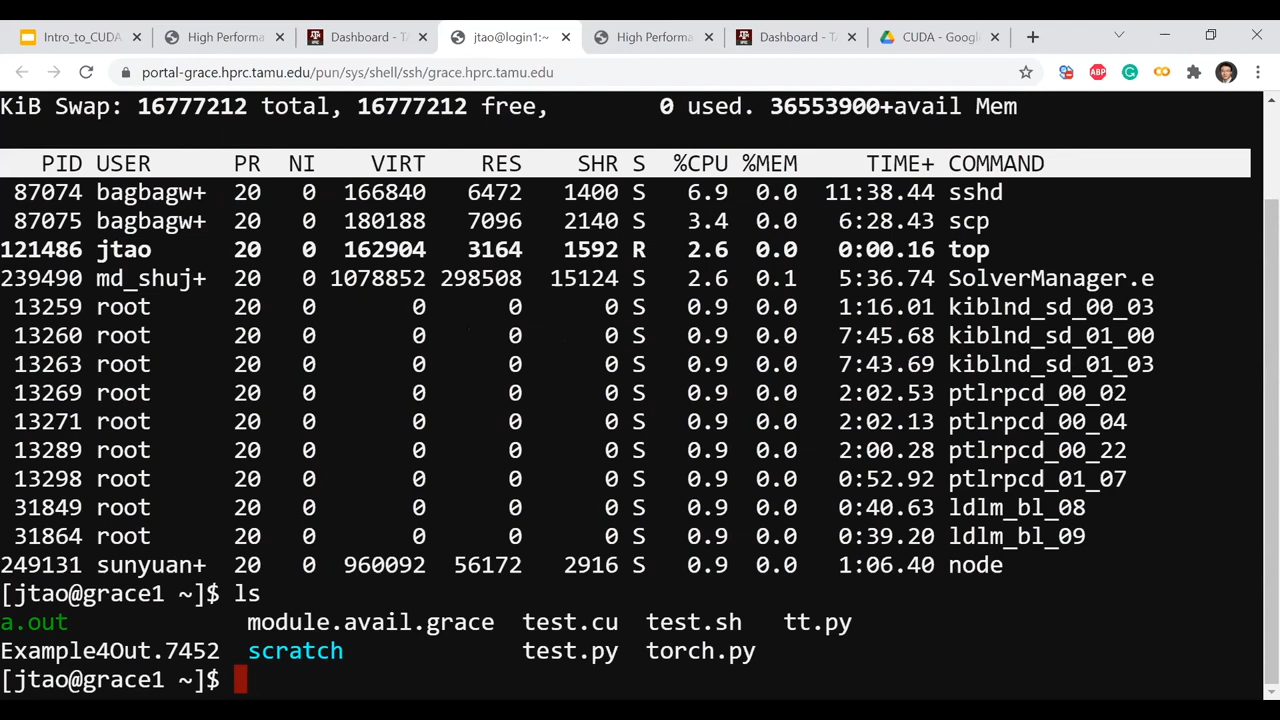 Intro_to_CUDA High Performa Dashboard - TA jtao@login1:~ High Performa Dashboard - TA CUDA - Google
portal-grace.hprc.tamu.edu/pun/sys/shell/ssh/grace.hprc.tamu.edu
KiB Swap: 16777212 total, 16777212 free, 0 used. 36553900+avail Mem
PID USER PR NI VIRT RES SHR S %CPU %MEM TIME+ COMMAND
87074 bagbagw+ 20 0 166840 6472 1400 S 6.9 0.0 11:38.44 sshd
87075 bagbagw+ 20 0 180188 7096 2140 S 3.4 0.0 6:28.43 scp
121486 jtao 20 0 162904 3164 1592 R 2.6 0.0 0:00.16 top
239490 md_shuj+ 20 0 1078852 298508 15124 S 2.6 0.1 5:36.74 SolverManager.e
13259 root 20 0 0 0 0 S 0.9 0.0 1:16.01 kiblnd_sd_00_03
13260 root 20 0 0 0 0 S 0.9 0.0 7:45.68 kiblnd_sd_01_00
13263 root 20 0 0 0 0 S 0.9 0.0 7:43.69 kiblnd_sd_01_03
13269 root 20 0 0 0 0 S 0.9 0.0 2:02.53 ptlrpcd_00_02
13271 root 20 0 0 0 0 S 0.9 0.0 2:02.13 ptlrpcd_00_04
13289 root 20 0 0 0 0 S 0.9 0.0 2:00.28 ptlrpcd_00_22
13298 root 20 0 0 0 0 S 0.9 0.0 0:52.92 ptlrpcd_01_07
31849 root 20 0 0 0 0 S 0.9 0.0 0:40.63 ldlm_bl_08
31864 root 20 0 0 0 0 S 0.9 0.0 0:39.20 ldlm_bl_09
249131 sunyuan+ 20 0 960092 56172 2916 S 0.9 0.0 1:06.40 node
[jtao@grace1 ~]$ ls
a.out module.avail.grace test.cu test.sh tt.py
Example4Out.7452 scratch test.py torch.py
[jtao@grace1 ~]$